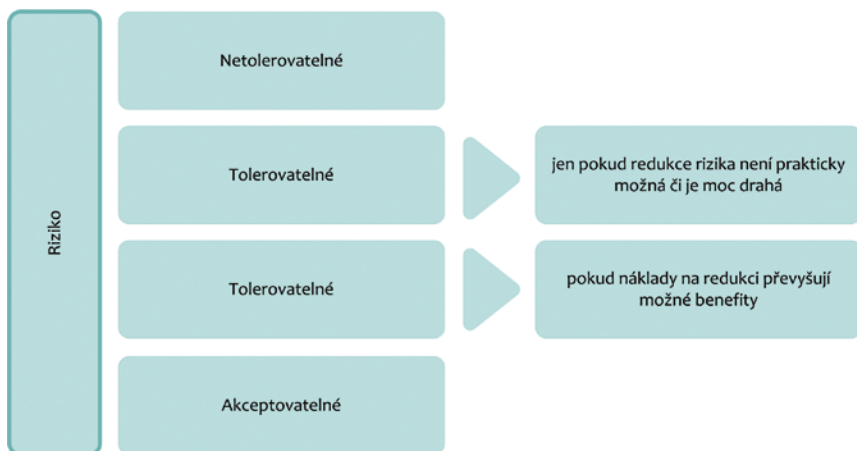 Riziko
Netolerovatelné
Tolerovatelné
jen pokud redukce rizika není prakticky
možná či je moc drahá
Tolerovatelné
pokud náklady na redukci převyšují
možné benefity
Akceptovatelné